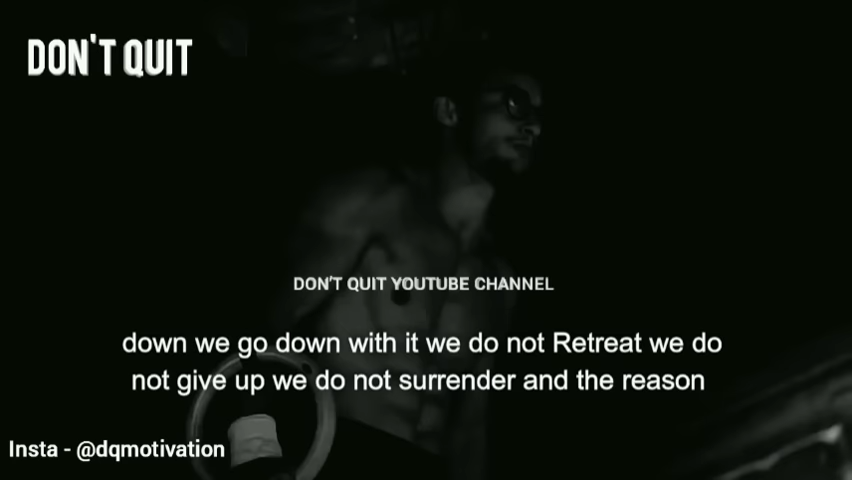 DON'T QUIT
DON'T QUIT YOUTUBE CHANNEL
down we go down with it we do not Retreat we do
not give up we do not surrender and the reason
Insta - @dqmotivation